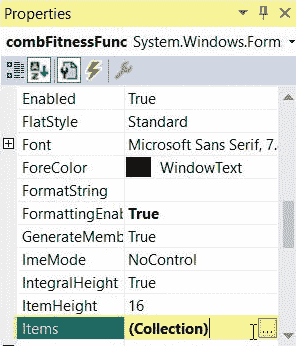 Properties
combFitnessFunc System.Windows.Form
Enabled True
FlatStyle Standard
Font Microsoft Sans Serif, 7.
ForeColor WindowText
FormatString
FormattingEnab True
GenerateMemb True
ImeMode NoControl
IntegralHeight True
ItemHeight 16
Items (Collection) ...